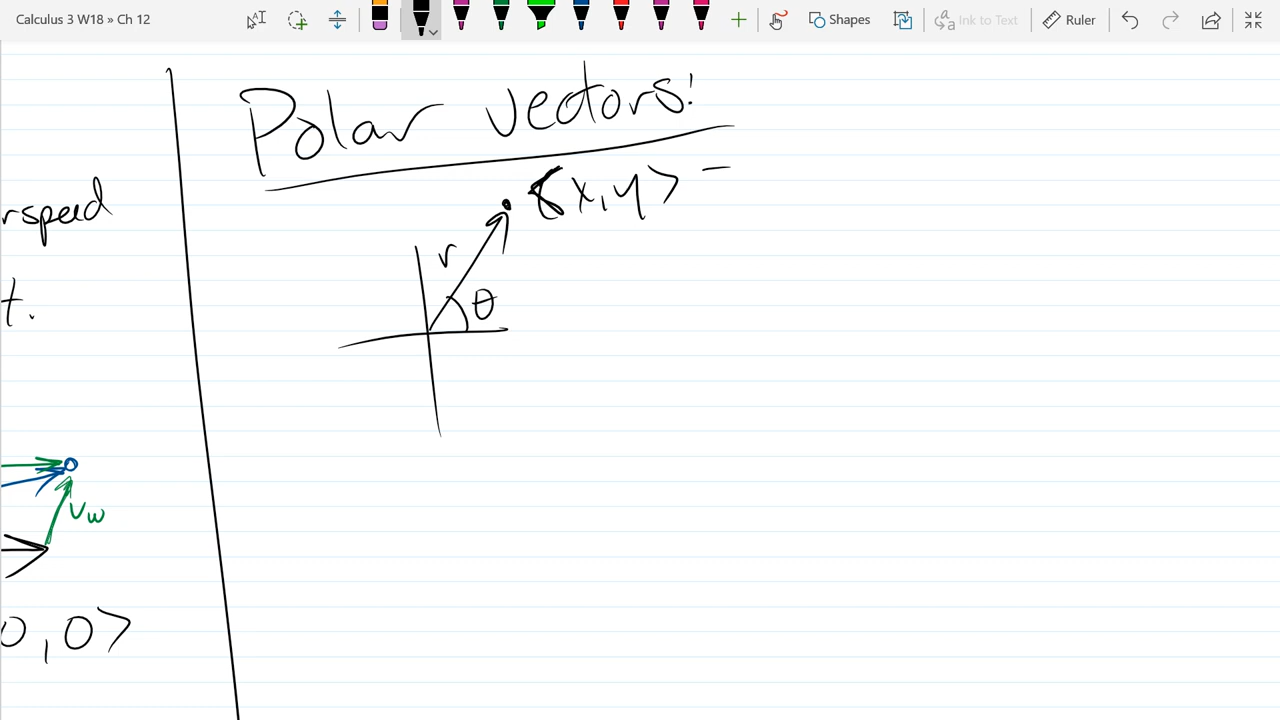 Calculus 3 W18 » Ch 12
Ink to Text
Shapes
Ruler
Polar vectors:
<x,y> =
r
θ
rspeed
t.
Vw
0,0>